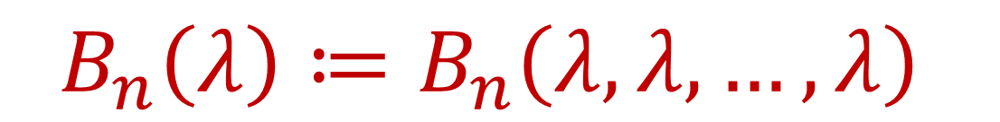 Bₙ(λ) ≔ Bₙ(λ, λ, … , λ)